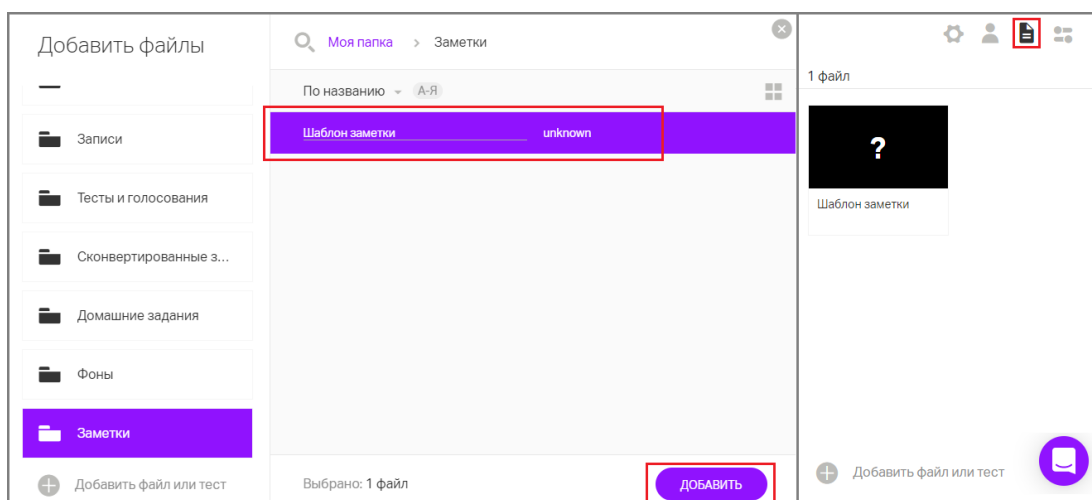 Добавить файлы
Записи
Тесты и голосования
Сконвертированные з...
Домашние задания
Фоны
Заметки
Добавить файл или тест
Моя папка > Заметки
По названию А-Я
Шаблон заметки unknown
Выбрано: 1 файл
ДОБАВИТЬ
1 файл
?
Шаблон заметки
Добавить файл или тест